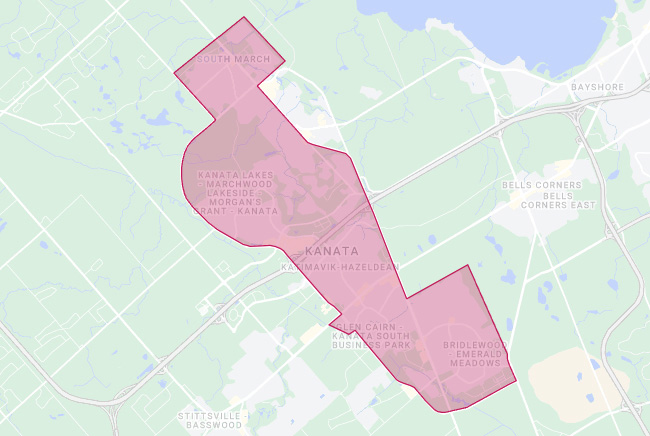 SOUTH MARCH
BAYSHORE
KANATA LAKES
- MARCHWOOD
LAKESIDE -
MORGAN'S
GRANT - KANATA
BELLS CORNERS
BELLS
CORNERS EAST
KANATA
KATIMAVIK-HAZELDEAN
GLEN CAIRN -
KANATA SOUTH
BUSINESS PARK
BRIDLEWOOD
- EMERALD
MEADOWS
STITTSVILLE -
BASSWOOD